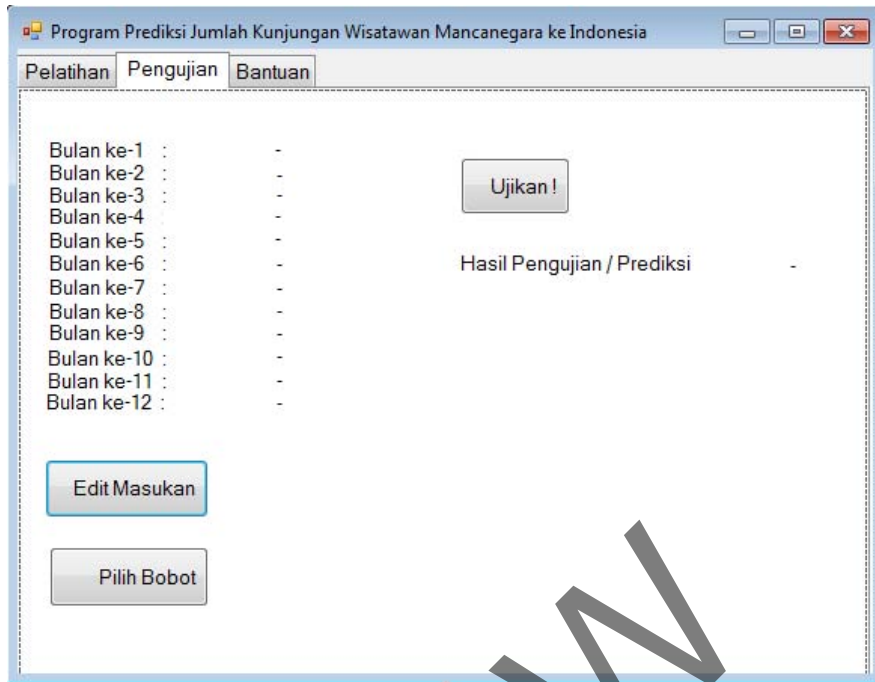 Program Prediksi Jumlah Kunjungan Wisatawan Mancanegara ke Indonesia
Pelatihan Pengujian Bantuan
Bulan ke-1 : -
Bulan ke-2 : -
Bulan ke-3 : -
Bulan ke-4 -
Bulan ke-5 : -
Bulan ke-6 : -
Bulan ke-7 : -
Bulan ke-8 : -
Bulan ke-9 : -
Bulan ke-10 : -
Bulan ke-11 : -
Bulan ke-12 : -
Edit Masukan
Pilih Bobot
Ujikan !
Hasil Pengujian / Prediksi -
W